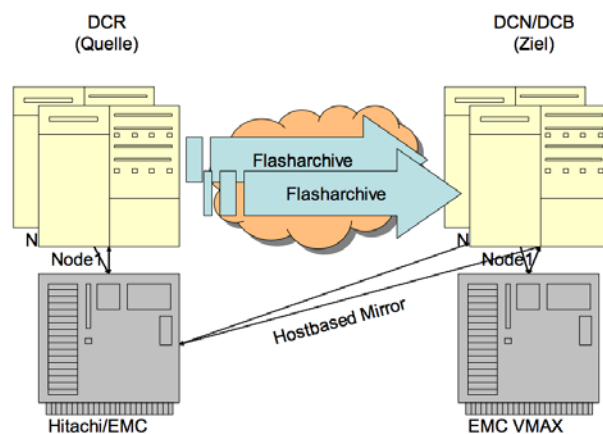 DCR
(Quelle)
DCN/DCB
(Ziel)
Flasharchive
Flasharchive
N
Node1
N
Node1
Hostbased Mirror
Hitachi/EMC
EMC VMAX